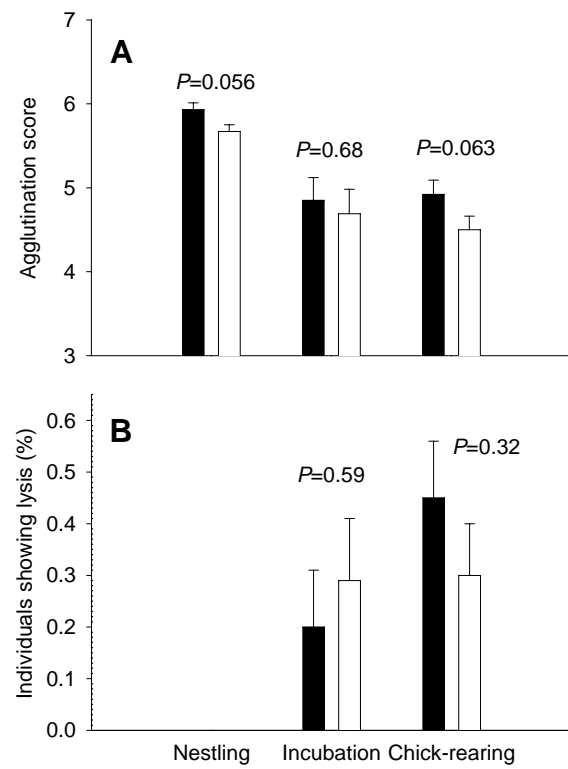 7
A
P=0.056
6
P=0.68
P=0.063
5
4
3
Agglutination score
0.6
B
P=0.32
0.5
P=0.59
0.4
0.3
0.2
0.1
0.0
Individuals showing lysis (%)
Nestling Incubation Chick-rearing